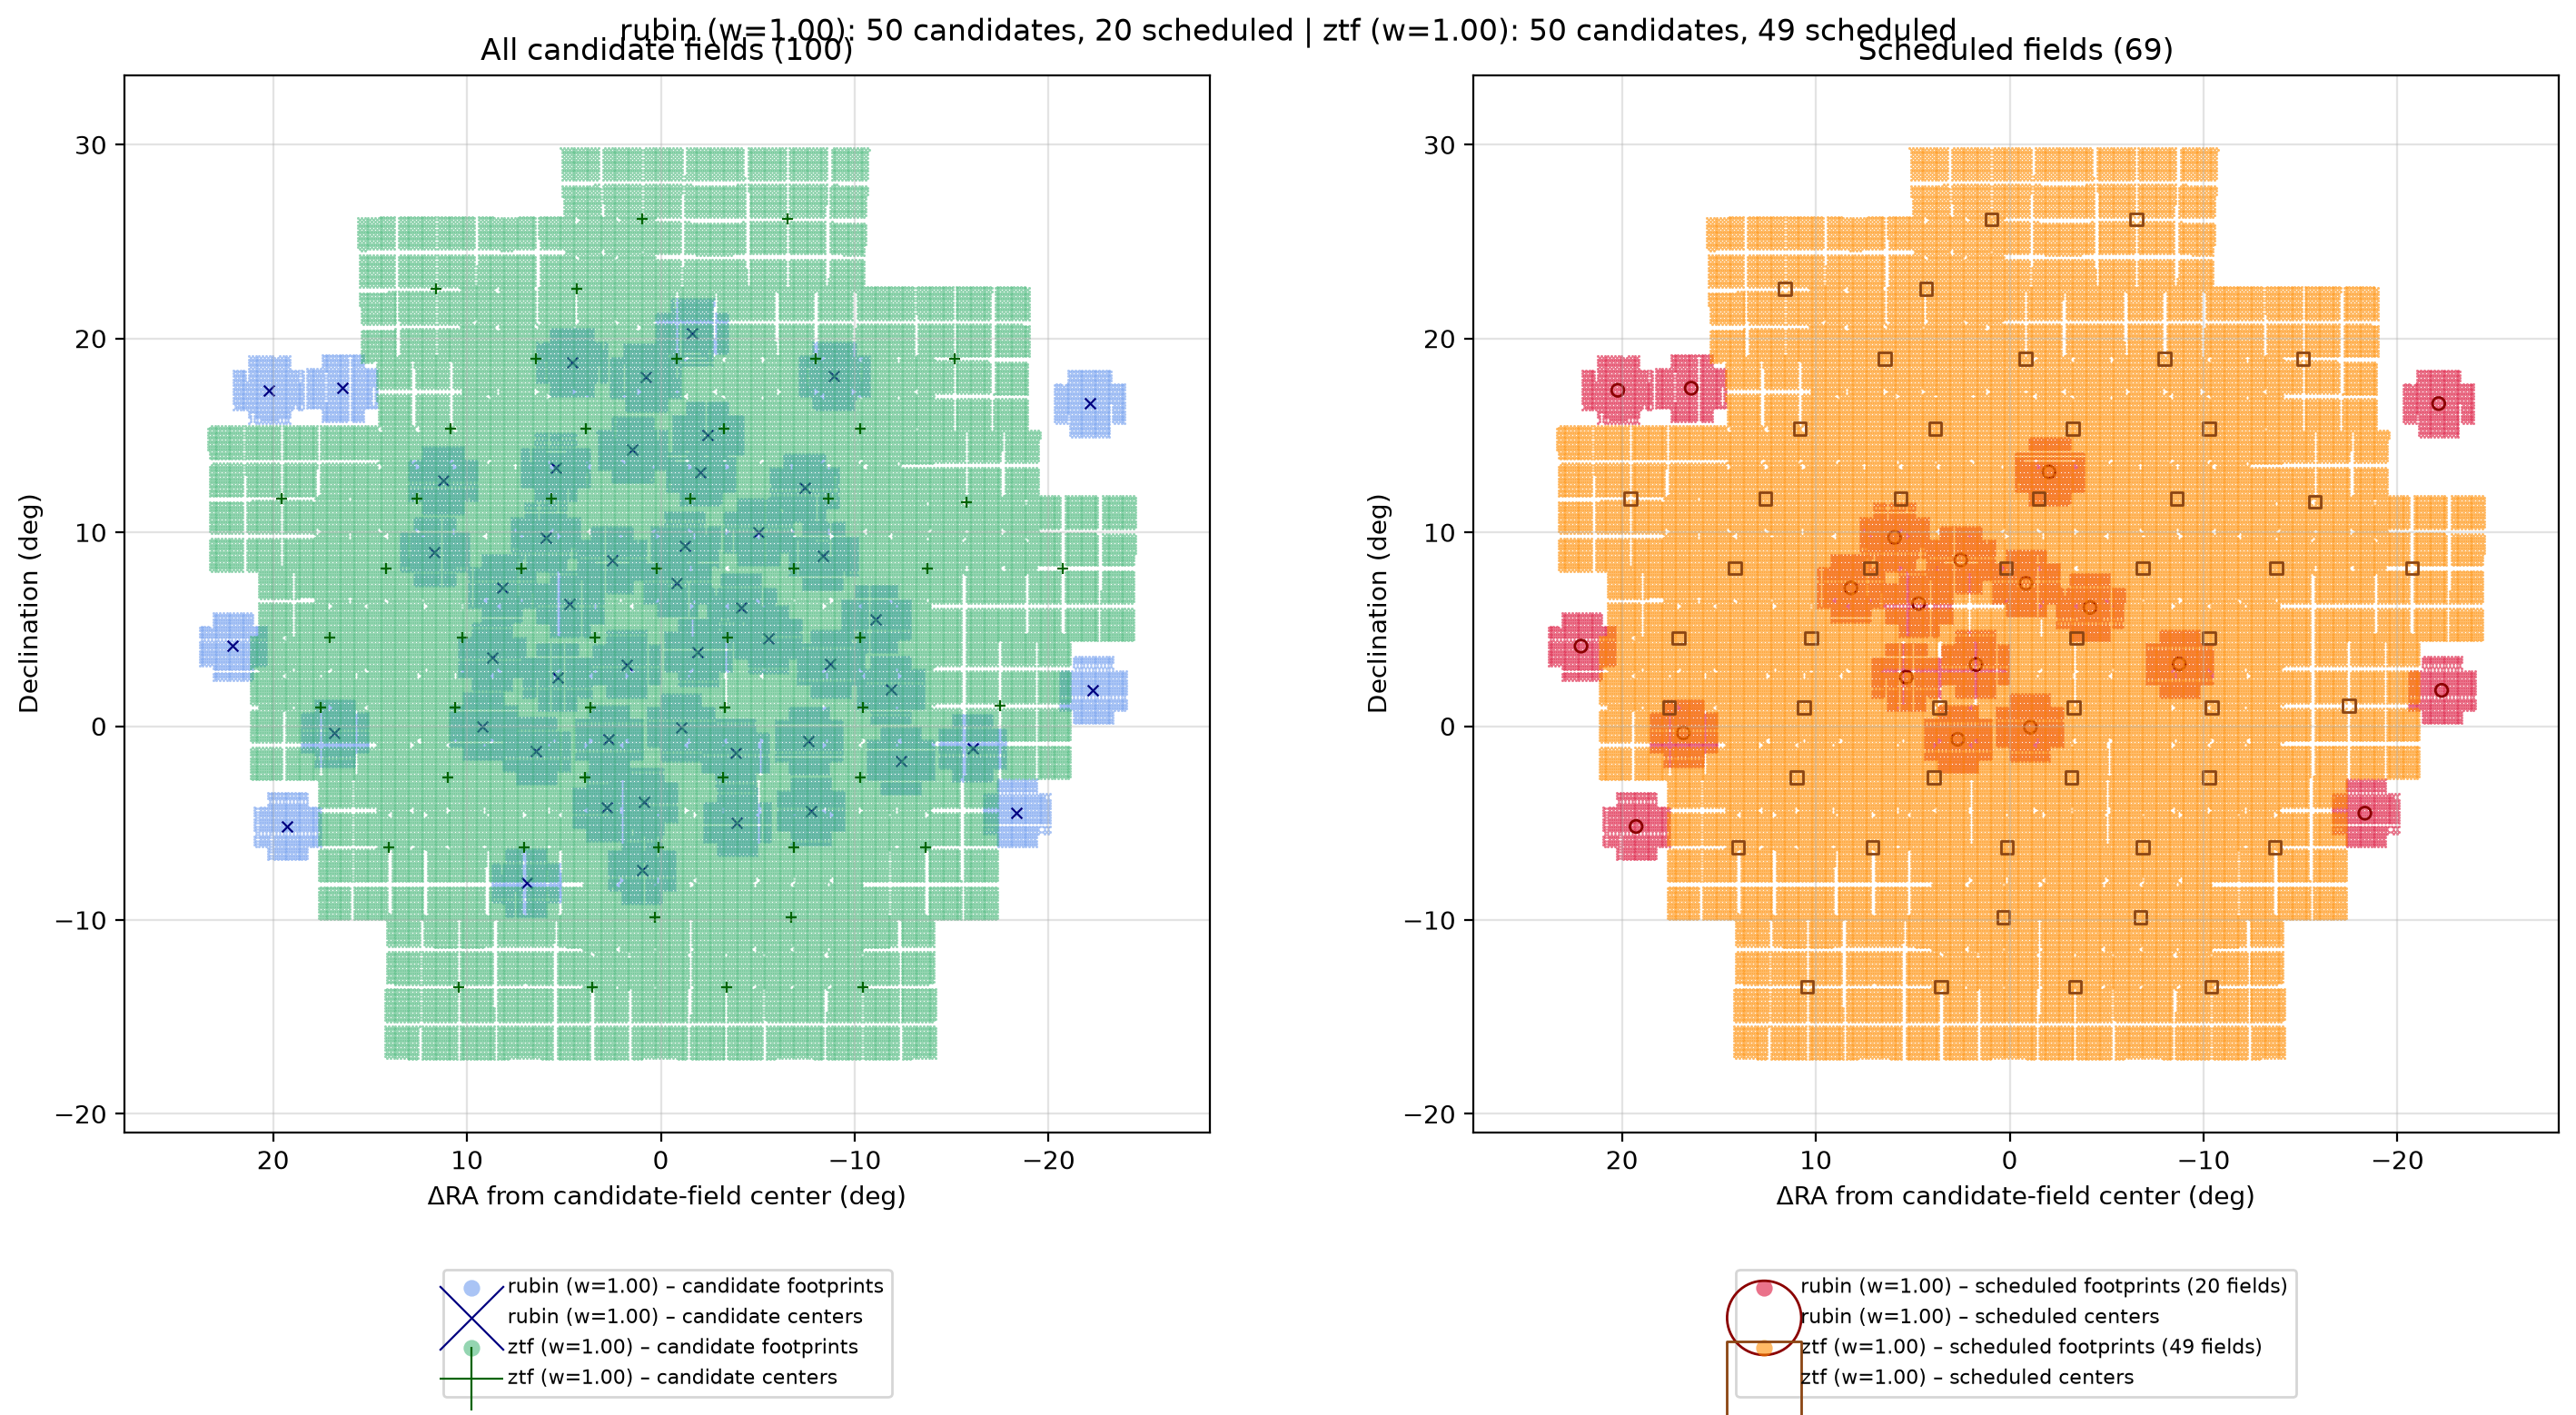 rubin (w=1.00): 50 candidates, 20 scheduled | ztf (w=1.00): 50 candidates, 49 scheduled
All candidate fields (100)
Scheduled fields (69)
30
20
10
0
−10
−20
Declination (deg)
20
10
0
−10
−20
ΔRA from candidate-field center (deg)
rubin (w=1.00) – candidate footprints
rubin (w=1.00) – candidate centers
ztf (w=1.00) – candidate footprints
ztf (w=1.00) – candidate centers
30
20
10
0
−10
−20
Declination (deg)
20
10
0
−10
−20
ΔRA from candidate-field center (deg)
rubin (w=1.00) – scheduled footprints (20 fields)
rubin (w=1.00) – scheduled centers
ztf (w=1.00) – scheduled footprints (49 fields)
ztf (w=1.00) – scheduled centers